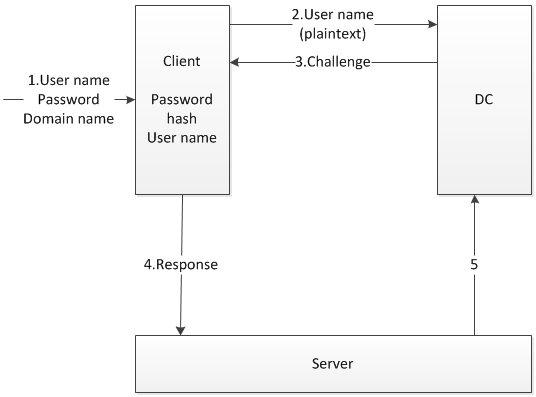 2.User name
(plaintext)
Client
3.Challenge
1.User name
Password
Domain name
Password
hash
User name
DC
4.Response
5
Server